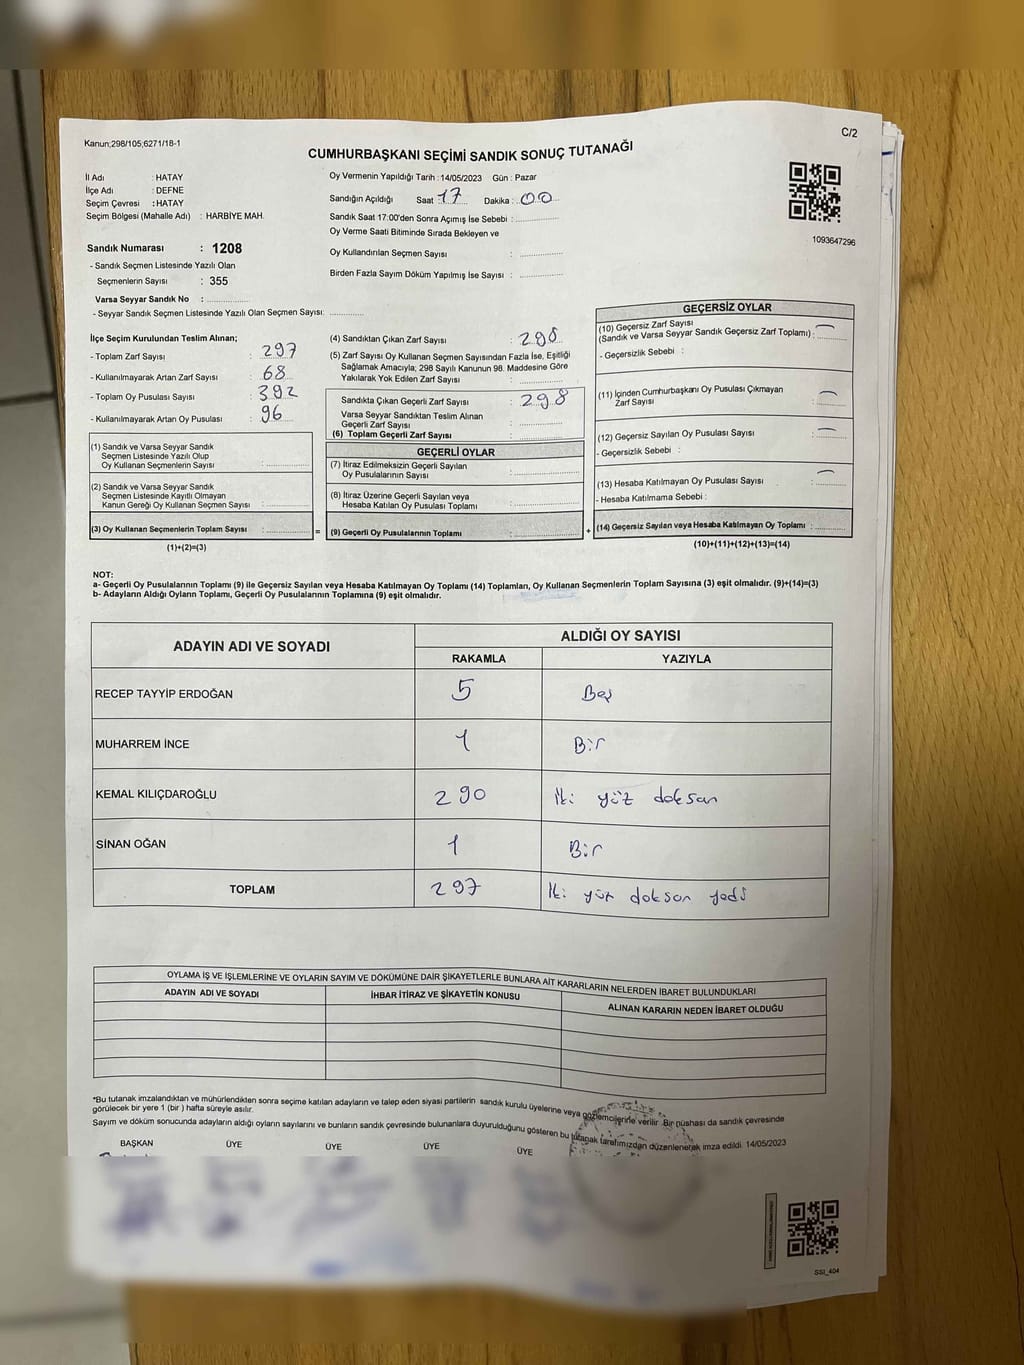 Kanun;298/105;6271/18-1
C/2
CUMHURBAŞKANI SEÇİMİ SANDIK SONUÇ TUTANAĞI
İl Adı : HATAY
İlçe Adı : DEFNE
Seçim Çevresi : HATAY
Seçim Bölgesi (Mahalle Adı) : HARBİYE MAH.
Sandık Numarası : 1208
- Sandık Seçmen Listesinde Yazılı Olan
Seçmenlerin Sayısı : 355
Varsa Seyyar Sandık No :
- Seyyar Sandık Seçmen Listesinde Yazılı Olan Seçmen Sayısı:
Oy Vermenin Yapıldığı Tarih : 14/05/2023 Gün : Pazar
Sandığın Açıldığı Saat : 17 Dakika : 00
Sandık Saat 17:00'den Sonra Açımış İse Sebebi :
Oy Verme Saati Bitiminde Sırada Bekleyen ve
Oy Kullandırılan Seçmen Sayısı :
Birden Fazla Sayım Döküm Yapılmış İse Sayısı :
1093647296
İlçe Seçim Kurulundan Teslim Alınan;
- Toplam Zarf Sayısı : 297
- Kullanılmayarak Artan Zarf Sayısı : 68
- Toplam Oy Pusulası Sayısı : 392
- Kullanılmayarak Artan Oy Pusulası : 96
(1) Sandık ve Varsa Seyyar Sandık
Seçmen Listesinde Yazılı Olup
Oy Kullanan Seçmenlerin Sayısı :
(2) Sandık ve Varsa Seyyar Sandık
Seçmen Listesinde Kayıtlı Olmayan
Kanun Gereği Oy Kullanan Seçmen Sayısı :
(3) Oy Kullanan Seçmenlerin Toplam Sayısı : =
(1)+(2)=(3)
(4) Sandıktan Çıkan Zarf Sayısı : 298
(5) Zarf Sayısı Oy Kullanan Seçmen Sayısından Fazla İse, Eşitliği
Sağlamak Amacıyla; 298 Sayılı Kanunun 98. Maddesine Göre
Yakılarak Yok Edilen Zarf Sayısı :
Sandıkta Çıkan Geçerli Zarf Sayısı : 298
Varsa Seyyar Sandıktan Teslim Alınan
Geçerli Zarf Sayısı :
(6) Toplam Geçerli Zarf Sayısı :
GEÇERLİ OYLAR
(7) İtiraz Edilmeksizin Geçerli Sayılan
Oy Pusulalarının Sayısı :
(8) İtiraz Üzerine Geçerli Sayılan veya
Hesaba Katılan Oy Pusulası Toplamı :
(9) Geçerli Oy Pusulalarının Toplamı : +
GEÇERSİZ OYLAR
(10) Geçersiz Zarf Sayısı
(Sandık ve Varsa Seyyar Sandık Geçersiz Zarf Toplamı) :
- Geçersizlik Sebebi :
(11) İçinden Cumhurbaşkanı Oy Pusulası Çıkmayan
Zarf Sayısı :
(12) Geçersiz Sayılan Oy Pusulası Sayısı :
- Geçersizlik Sebebi :
(13) Hesaba Katılmayan Oy Pusulası Sayısı :
- Hesaba Katılmama Sebebi :
(14) Geçersiz Sayılan veya Hesaba Katılmayan Oy Toplamı :
(10)+(11)+(12)+(13)=(14)
NOT:
a- Geçerli Oy Pusulalarının Toplamı (9) ile Geçersiz Sayılan veya Hesaba Katılmayan Oy Toplamı (14) Toplamları, Oy Kullanan Seçmenlerin Toplam Sayısına (3) eşit olmalıdır. (9)+(14)=(3)
b- Adayların Aldığı Oyların Toplamı, Geçerli Oy Pusulalarının Toplamına (9) eşit olmalıdır.
ADAYIN ADI VE SOYADI
ALDIĞI OY SAYISI
RAKAMLA YAZIYLA
RECEP TAYYİP ERDOĞAN 5 Beş
MUHARREM İNCE 1 Bir
KEMAL KILIÇDAROĞLU 290 İki yüz doksan
SİNAN OĞAN 1 Bir
TOPLAM 297 İki yüz doksan yedi
OYLAMA İŞ VE İŞLEMLERİNE VE OYLARIN SAYIM VE DÖKÜMÜNE DAİR ŞİKAYETLERLE BUNLARA AİT KARARLARIN NELERDEN İBARET BULUNDUKLARI
ADAYIN ADI VE SOYADI İHBAR İTİRAZ VE ŞİKAYETİN KONUSU ALINAN KARARIN NEDEN İBARET OLDUĞU
*Bu tutanak imzalandıktan ve mühürlendikten sonra seçime katılan adayların ve talep eden siyasi partilerin sandık kurulu üyelerine veya gözlemcilerine verilir. Bir nüshası da sandık çevresinde
görülecek bir yere 1 (bir) hafta süreyle asılır.
Sayım ve döküm sonucunda adayların aldığı oyların sayılarını ve bunların sandık çevresinde bulunanlara duyurulduğunu gösteren bu tutanak tarafımızdan düzenlenerek imza edildi. 14/05/2023
BAŞKAN ÜYE ÜYE ÜYE ÜYE
SSI_404